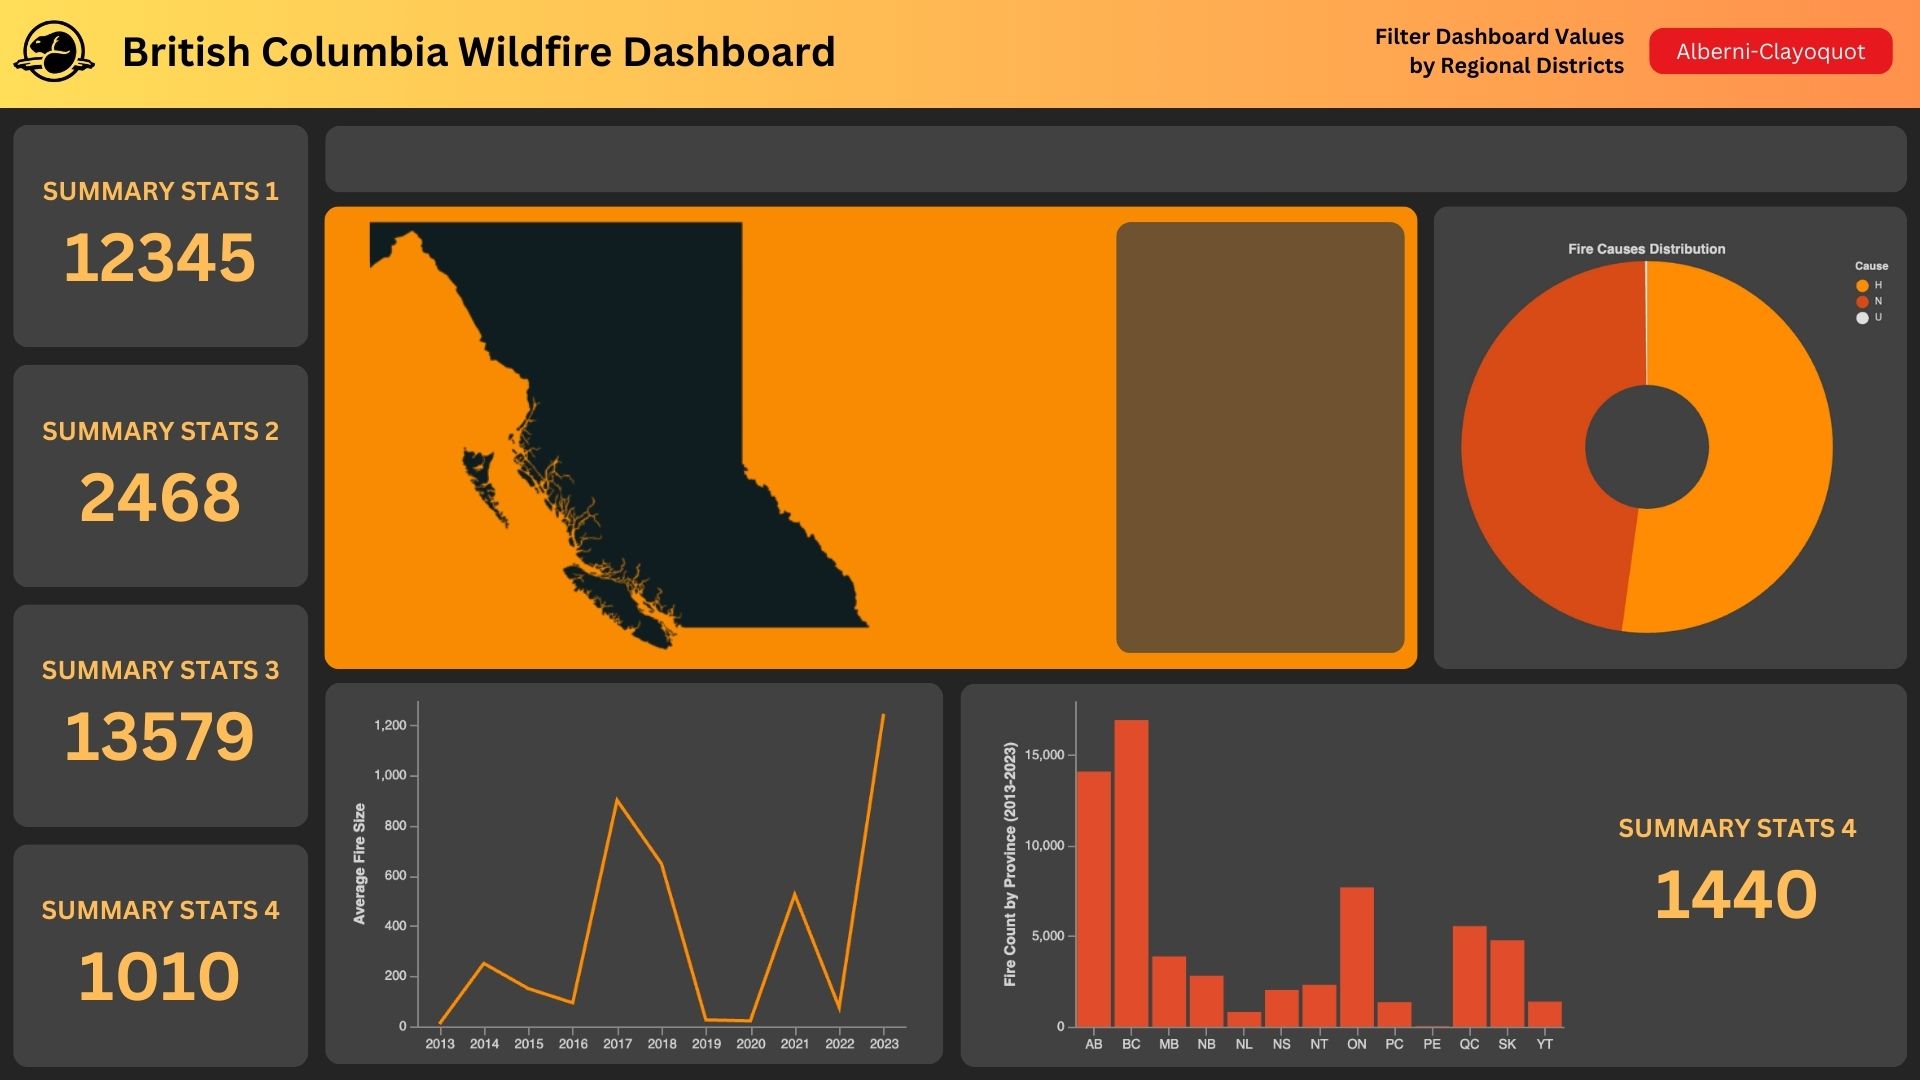 British Columbia Wildfire Dashboard
Filter Dashboard Values
by Regional Districts
Alberni-Clayoquot
SUMMARY STATS 1
12345
SUMMARY STATS 2
2468
SUMMARY STATS 3
13579
SUMMARY STATS 4
1010
Fire Causes Distribution
Cause
H
N
U
Average Fire Size
1,200
1,000
800
600
400
200
0
2013 2014 2015 2016 2017 2018 2019 2020 2021 2022 2023
Fire Count by Province (2013-2023)
15,000
10,000
5,000
0
AB BC MB NB NL NS NT ON PC PE QC SK YT
SUMMARY STATS 4
1440